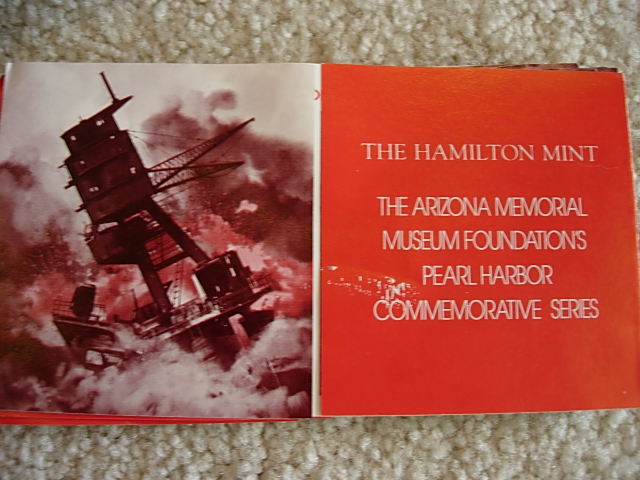 THE HAMILTON MINT
THE ARIZONA MEMORIAL
MUSEUM FOUNDATION'S
PEARL HARBOR
COMMEMORATIVE SERIES